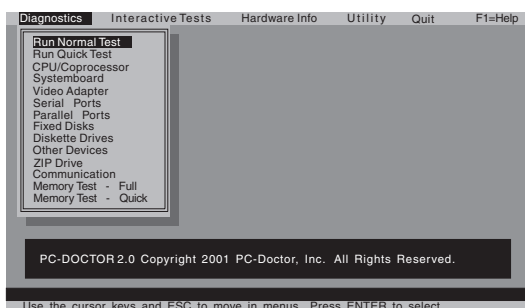 Diagnostics Interactive Tests Hardware Info Utility Quit F1=Help
Run Normal Test
Run Quick Test
CPU/Coprocessor
Systemboard
Video Adapter
Serial Ports
Parallel Ports
Fixed Disks
Diskette Drives
Other Devices
ZIP Drive
Communication
Memory Test - Full
Memory Test - Quick
PC-DOCTOR 2.0 Copyright 2001 PC-Doctor, Inc. All Rights Reserved.
Use the cursor keys and ESC to move in menus. Press ENTER to select.